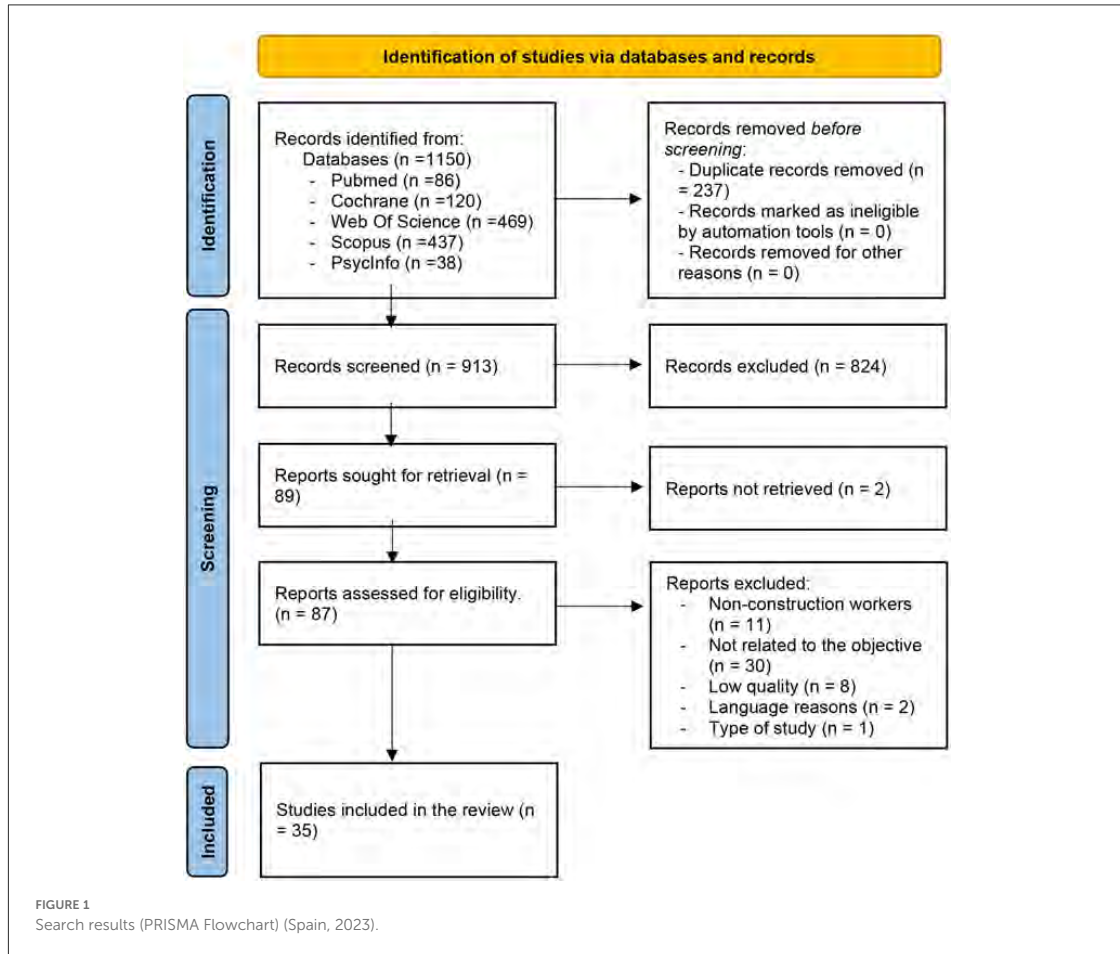 Identification of studies via databases and records
Identification
Records identified from:
Databases (n =1150)
- Pubmed (n =86)
- Cochrane (n =120)
- Web Of Science (n =469)
- Scopus (n =437)
- PsycInfo (n =38)
Records removed before
screening:
- Duplicate records removed (n
= 237)
- Records marked as ineligible
by automation tools (n = 0)
- Records removed for other
reasons (n = 0)
Screening
Records screened (n = 913)
Records excluded (n = 824)
Reports sought for retrieval (n =
89)
Reports not retrieved (n = 2)
Reports assessed for eligibility.
(n = 87)
Reports excluded:
- Non-construction workers
(n = 11)
- Not related to the objective
(n = 30)
- Low quality (n = 8)
- Language reasons (n = 2)
- Type of study (n = 1)
Included
Studies included in the review (n
= 35)
FIGURE 1
Search results (PRISMA Flowchart) (Spain, 2023).